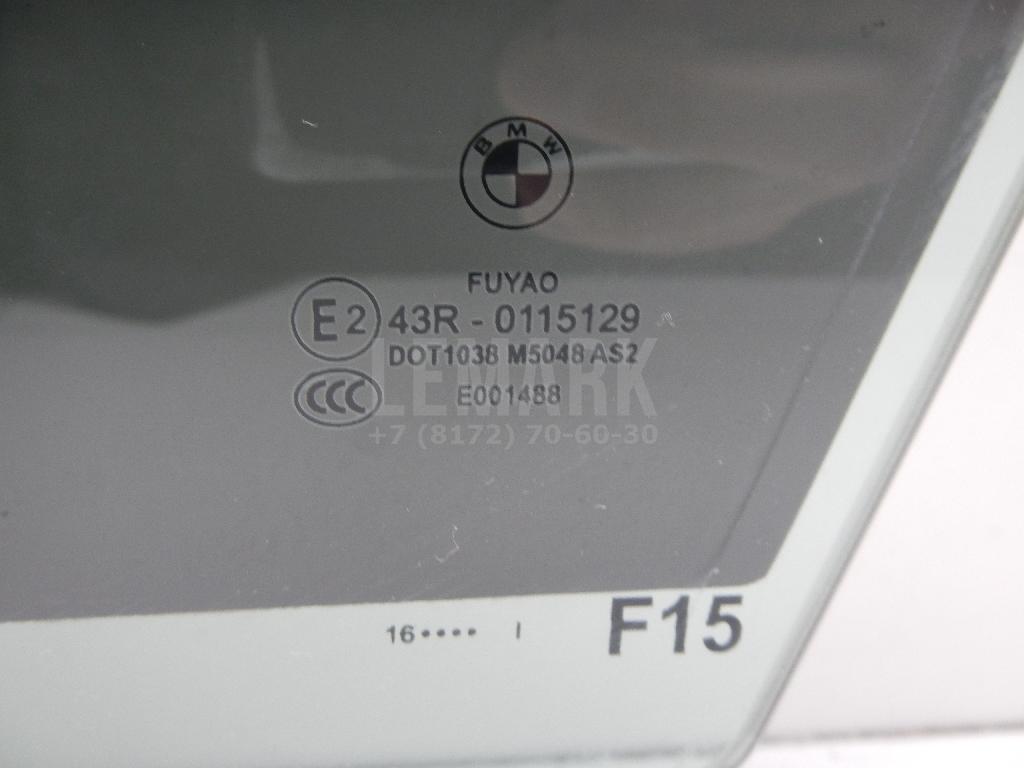 BMW
FUYAO
E2 43R - 0115129
DOT1038 M5048 AS2
CCC E001488
LEMARK
+7 (8172) 70-60-30
16•••• I
F15